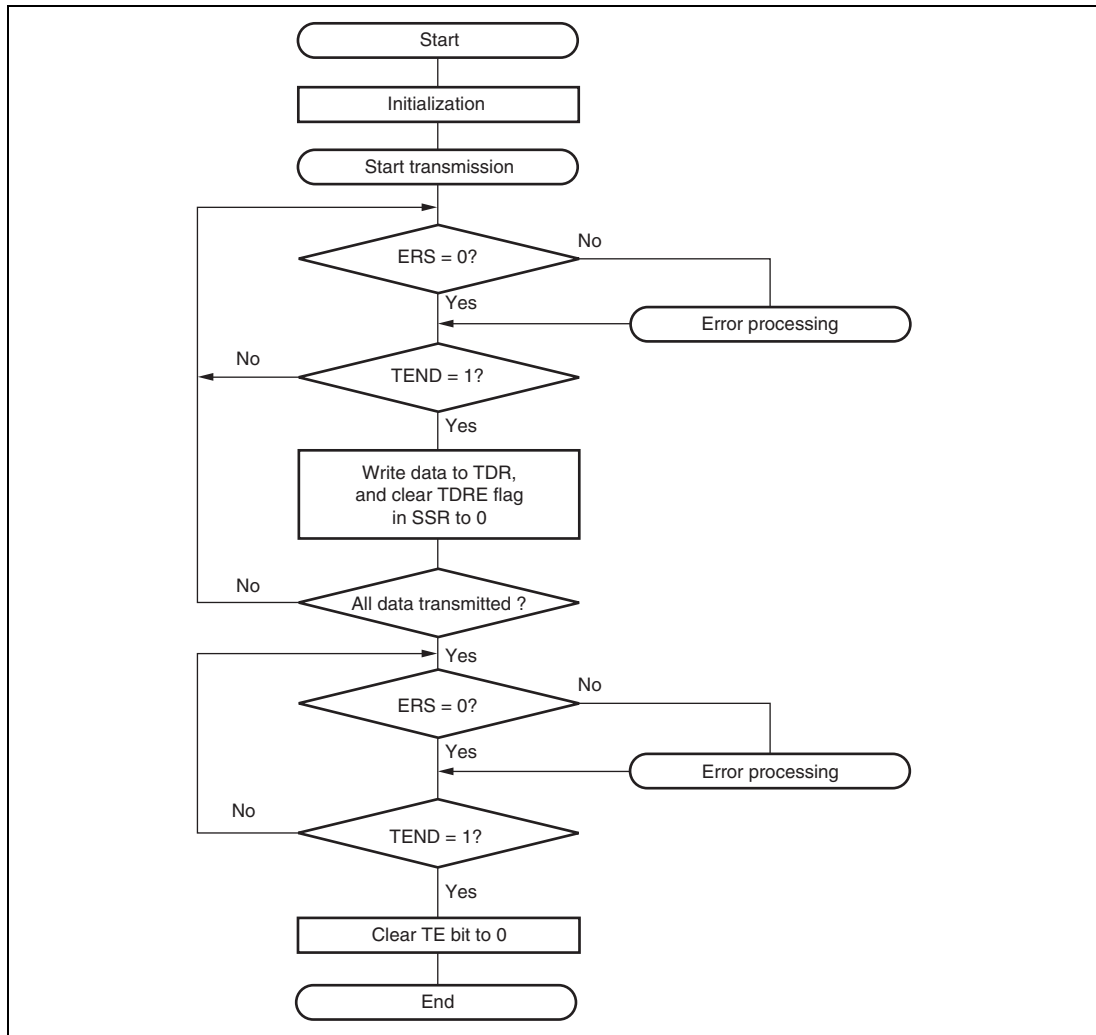 Start
Initialization
Start transmission
ERS = 0?
No
Yes
Error processing
No
TEND = 1?
Yes
Write data to TDR,
and clear TDRE flag
in SSR to 0
No
All data transmitted ?
Yes
ERS = 0?
No
Yes
Error processing
No
TEND = 1?
Yes
Clear TE bit to 0
End